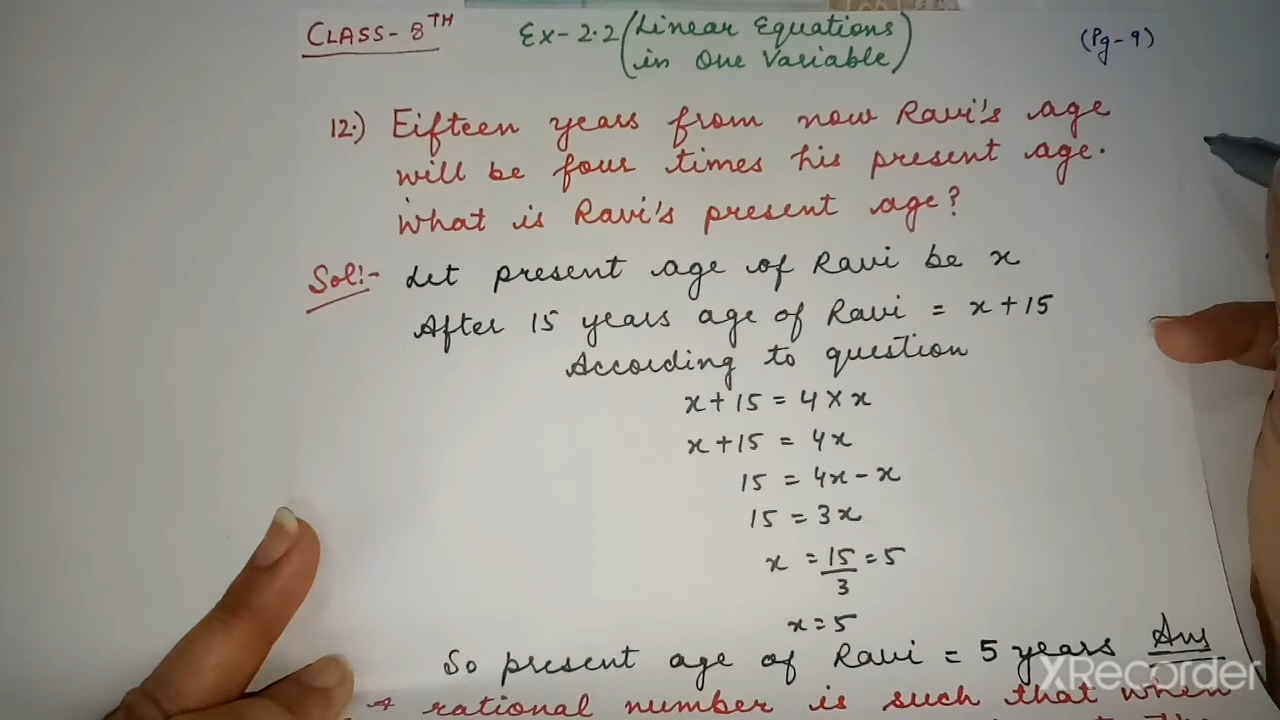 CLASS-8TH
Ex-2.2 (Linear Equations
in One Variable)
(Pg-9)
12.) Eifteen years from now Ravi's age
will be four times his present age.
What is Ravi's present age?
Sol:- Let present age of Ravi be x
After 15 years age of Ravi = x+15
According to question
x+15 = 4×x
x+15 = 4x
15 = 4x-x
15 = 3x
x = 15/3 = 5
x=5
So present age of Ravi = 5 years Ans
A rational number is such that when
XRecorder